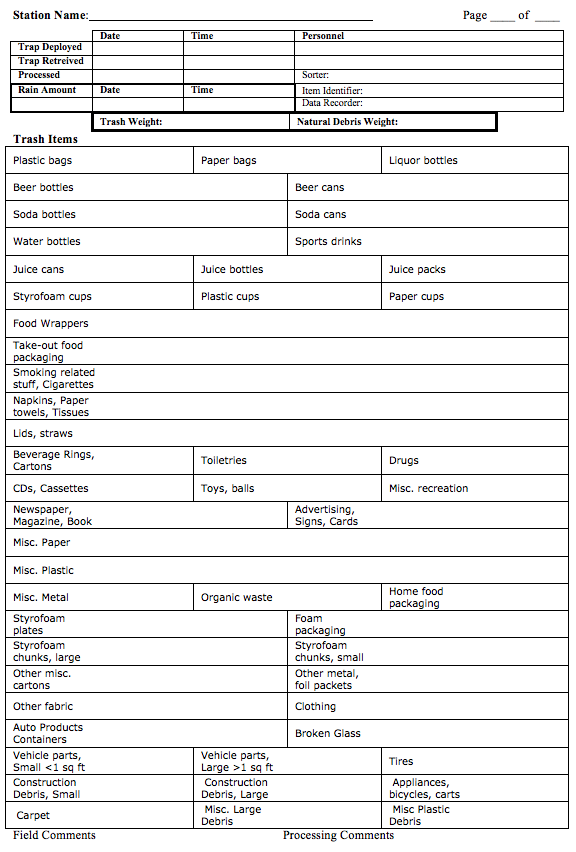 Station Name:
Page ____ of ____
Date Time Personnel
Trap Deployed
Trap Retreived
Processed Sorter:
Rain Amount Date Time Item Identifier:
Data Recorder:
Trash Weight: Natural Debris Weight:
Trash Items
Plastic bags Paper bags Liquor bottles
Beer bottles Beer cans
Soda bottles Soda cans
Water bottles Sports drinks
Juice cans Juice bottles Juice packs
Styrofoam cups Plastic cups Paper cups
Food Wrappers
Take-out food
packaging
Smoking related
stuff, Cigarettes
Napkins, Paper
towels, Tissues
Lids, straws
Beverage Rings,
Cartons
Toiletries Drugs
CDs, Cassettes Toys, balls Misc. recreation
Newspaper,
Magazine, Book
Advertising,
Signs, Cards
Misc. Paper
Misc. Plastic
Misc. Metal Organic waste
Home food
packaging
Styrofoam
plates
Foam
packaging
Styrofoam
chunks, large
Styrofoam
chunks, small
Other misc.
cartons
Other metal,
foil packets
Other fabric Clothing
Auto Products
Containers
Broken Glass
Vehicle parts,
Small <1 sq ft
Vehicle parts,
Large >1 sq ft
Tires
Construction
Debris, Small
Construction
Debris, Large
Appliances,
bicycles, carts
Carpet
Misc. Large
Debris
Misc Plastic
Debris
Field Comments Processing Comments